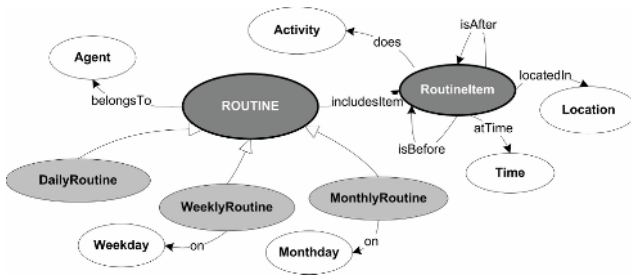 isAfter
Activity
does
Agent
locatedIn
RoutineItem
belongsTo
ROUTINE
includesItem
Location
atTime
isBefore
Time
DailyRoutine
WeeklyRoutine
MonthlyRoutine
Weekday
on
Monthday
on